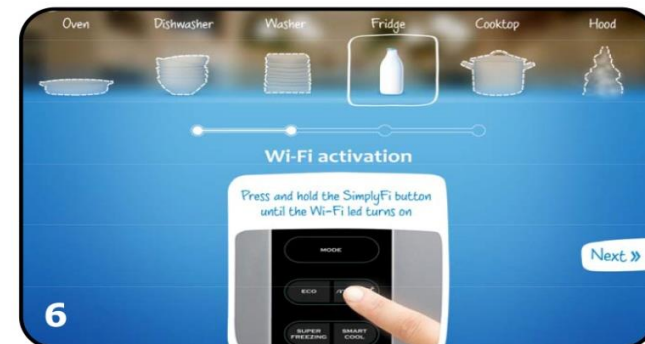 Oven Dishwasher Washer Fridge Cooktop Hood
Wi-Fi activation
Press and hold the SimplyFi button
until the Wi-Fi led turns on
MODE
ECO
Next »
SUPER FREEZING SMART COOL
6